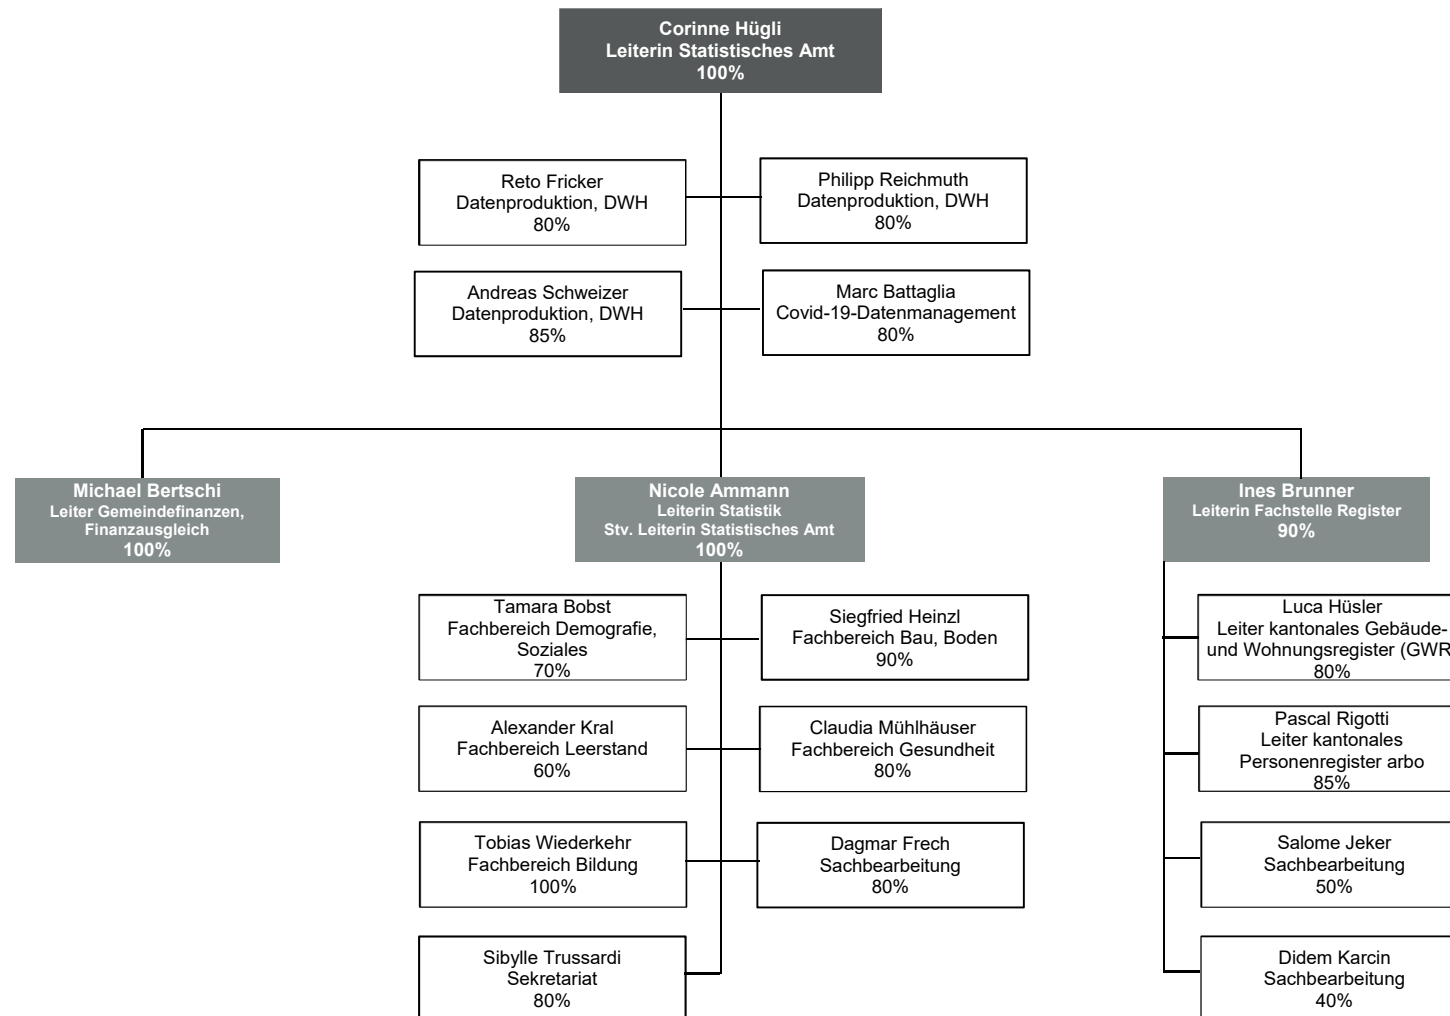 Corinne Hügli
Leiterin Statistisches Amt
100%
Reto Fricker
Datenproduktion, DWH
80%
Philipp Reichmuth
Datenproduktion, DWH
80%
Andreas Schweizer
Datenproduktion, DWH
85%
Marc Battaglia
Covid-19-Datenmanagement
80%
Michael Bertschi
Leiter Gemeindefinanzen,
Finanzausgleich
100%
Nicole Ammann
Leiterin Statistik
Stv. Leiterin Statistisches Amt
100%
Ines Brunner
Leiterin Fachstelle Register
90%
Tamara Bobst
Fachbereich Demografie,
Soziales
70%
Siegfried Heinzl
Fachbereich Bau, Boden
90%
Luca Hüsler
Leiter kantonales Gebäude-
und Wohnungsregister (GWR
80%
Alexander Kral
Fachbereich Leerstand
60%
Claudia Mühlhäuser
Fachbereich Gesundheit
80%
Pascal Rigotti
Leiter kantonales
Personenregister arbo
85%
Tobias Wiederkehr
Fachbereich Bildung
100%
Dagmar Frech
Sachbearbeitung
80%
Salome Jeker
Sachbearbeitung
50%
Sibylle Trussardi
Sekretariat
80%
Didem Karcin
Sachbearbeitung
40%